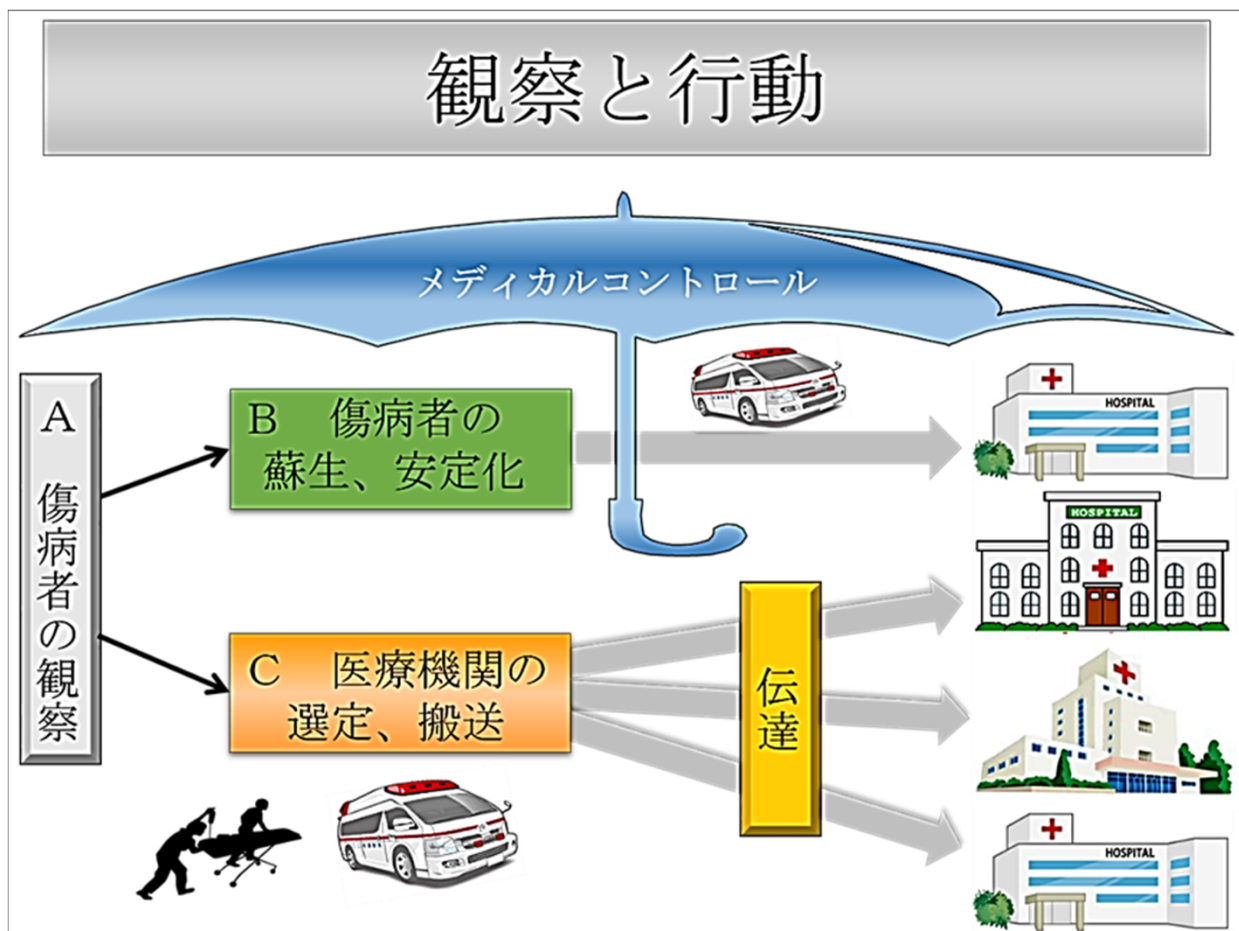 観察と行動
メディカルコントロール
A 傷病者の観察
B 傷病者の
蘇生、安定化
C 医療機関の
選定、搬送
伝達
HOSPITAL
HOSPITAL
HOSPITAL